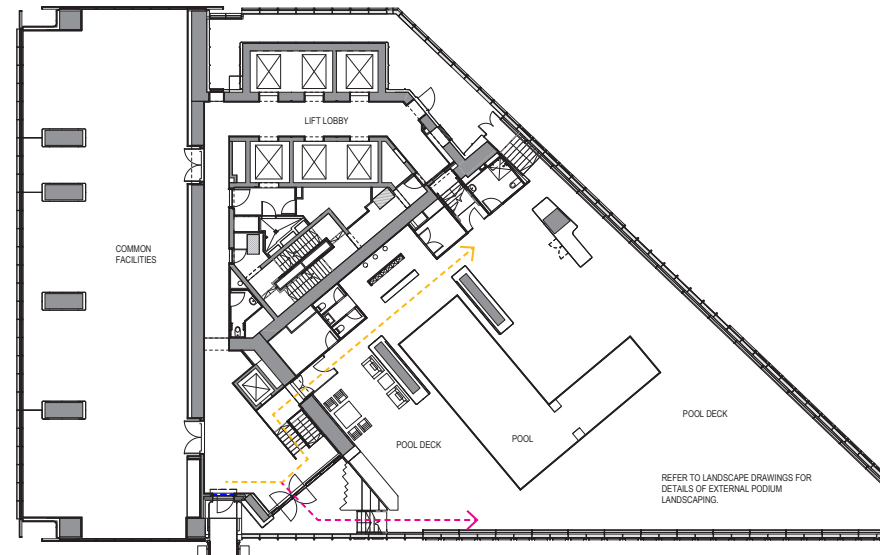 LIFT LOBBY
COMMON
FACILITIES
POOL DECK
POOL DECK
POOL
REFER TO LANDSCAPE DRAWINGS FOR
DETAILS OF EXTERNAL PODIUM
LANDSCAPING.